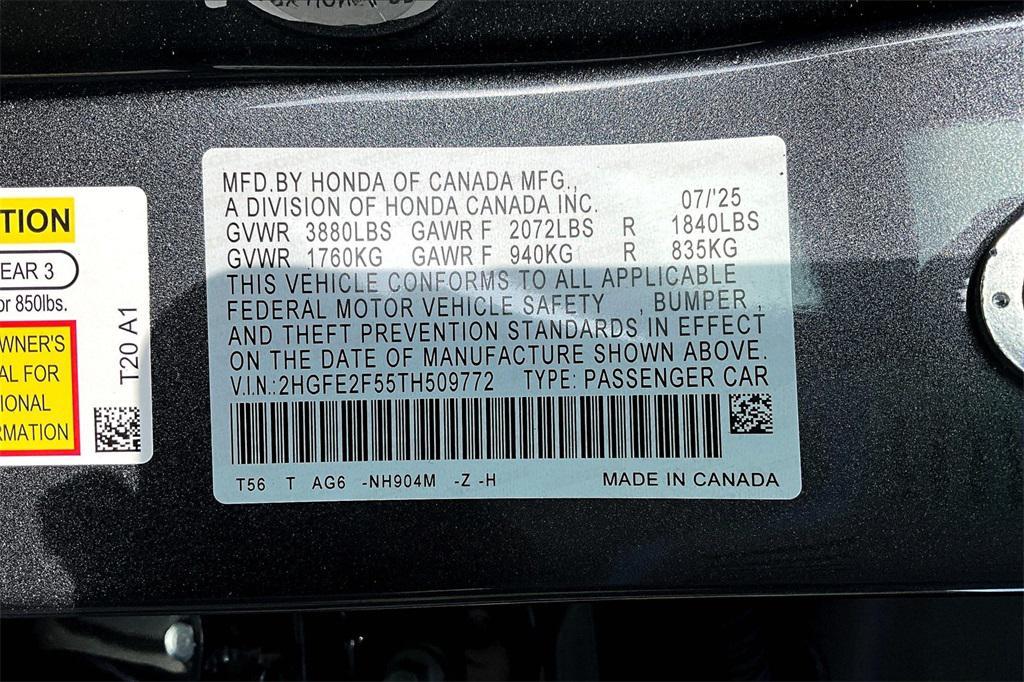 MFD.BY HONDA OF CANADA MFG.,
A DIVISION OF HONDA CANADA INC. 07/'25
GVWR 3880LBS GAWR F 2072LBS R 1840LBS
GVWR 1760KG GAWR F 940KG R 835KG
THIS VEHICLE CONFORMS TO ALL APPLICABLE
FEDERAL MOTOR VEHICLE SAFETY , BUMPER ,
AND THEFT PREVENTION STANDARDS IN EFFECT
ON THE DATE OF MANUFACTURE SHOWN ABOVE.
V.I.N.:2HGFE2F55TH509772 TYPE: PASSENGER CAR
T56 T AG6 -NH904M -Z -H MADE IN CANADA
TION
EAR 3
or 850lbs.
WNER'S
AL FOR
IONAL
RMATION
T20 A1